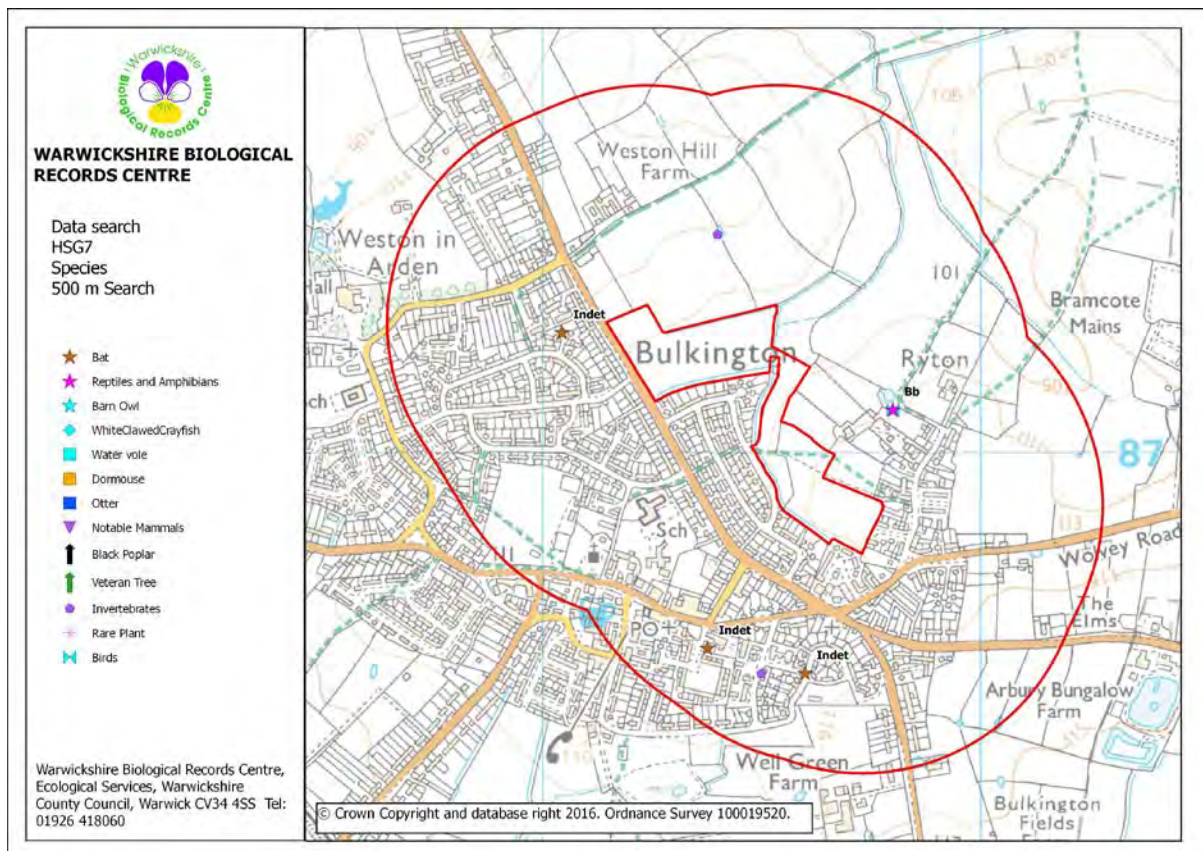 Warwickshire
Biological Records Centre
WARWICKSHIRE BIOLOGICAL
RECORDS CENTRE
Data search
HSG7
Species
500 m Search
Bat
Reptiles and Amphibians
Barn Owl
WhiteClawedCrayfish
Water vole
Dormouse
Otter
Notable Mammals
Black Poplar
Veteran Tree
Invertebrates
Rare Plant
Birds
Warwickshire Biological Records Centre,
Ecological Services, Warwickshire
County Council, Warwick CV34 4SS Tel:
01926 418060
Weston Hill
Farm
Weston in
Arden
Hall
101
Bramcote
Mains
Indet
Bulkington
Ryton
Bb
ch
87
Sch
113
Wolvey Road
The
Elms
PO
Indet
Indet
Arbury Bungalow
Farm
116
110
Well Green
Farm
Bulkington
Fields
© Crown Copyright and database right 2016. Ordnance Survey 100019520.